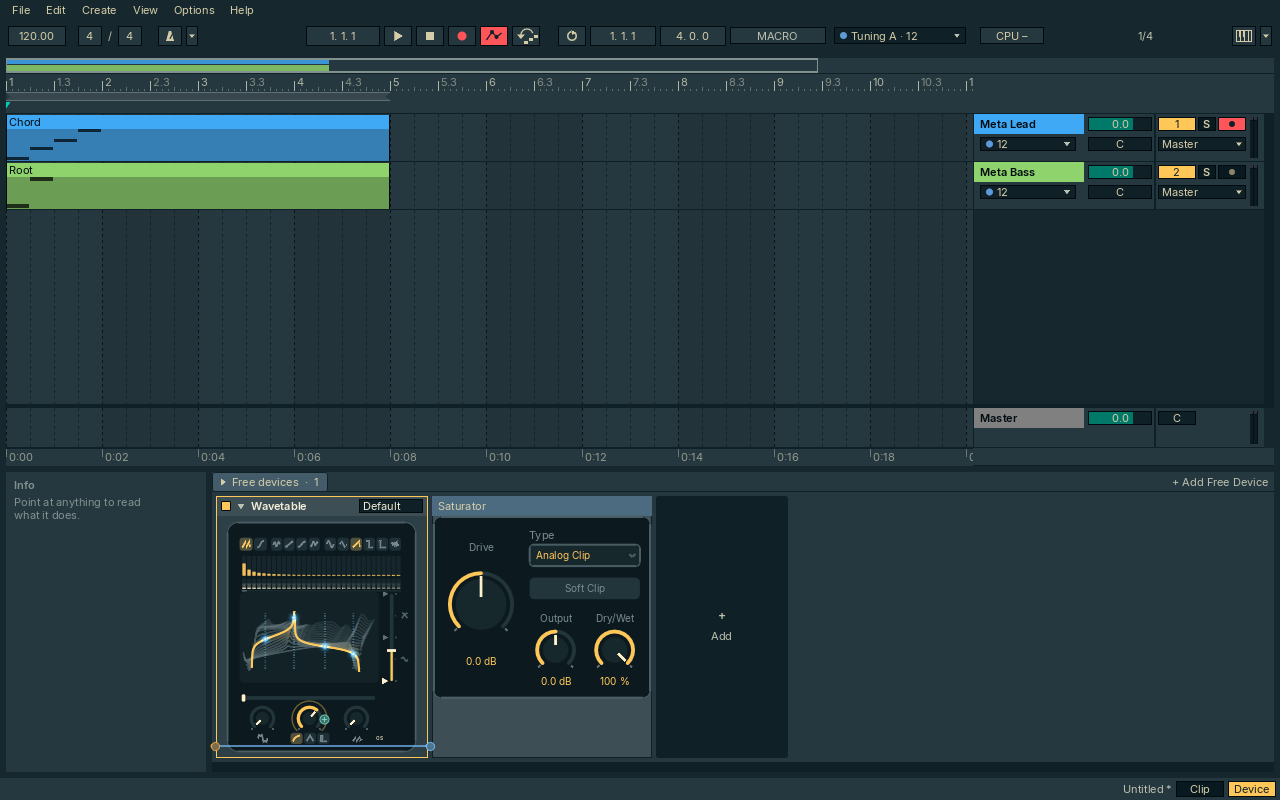 File Edit Create View Options Help
120.00 4 / 4 1. 1. 1 1. 1. 1 4. 0. 0 MACRO Tuning A · 12 CPU – 1/4
1 1.3 2 2.3 3 3.3 4 4.3 5 5.3 6 6.3 7 7.3 8 8.3 9 9.3 10 10.3 1
Chord
Meta Lead 0.0 1 S
12 C Master
Root
Meta Bass 0.0 2 S
12 C Master
Master 0.0 C
0:00 0:02 0:04 0:06 0:08 0:10 0:12 0:14 0:16 0:18
Info
Point at anything to read
what it does.
Free devices · 1
+ Add Free Device
Wavetable Default
Saturator
Drive
0.0 dB
Type
Analog Clip
Soft Clip
Output Dry/Wet
0.0 dB 100 %
+
Add
Untitled * Clip Device